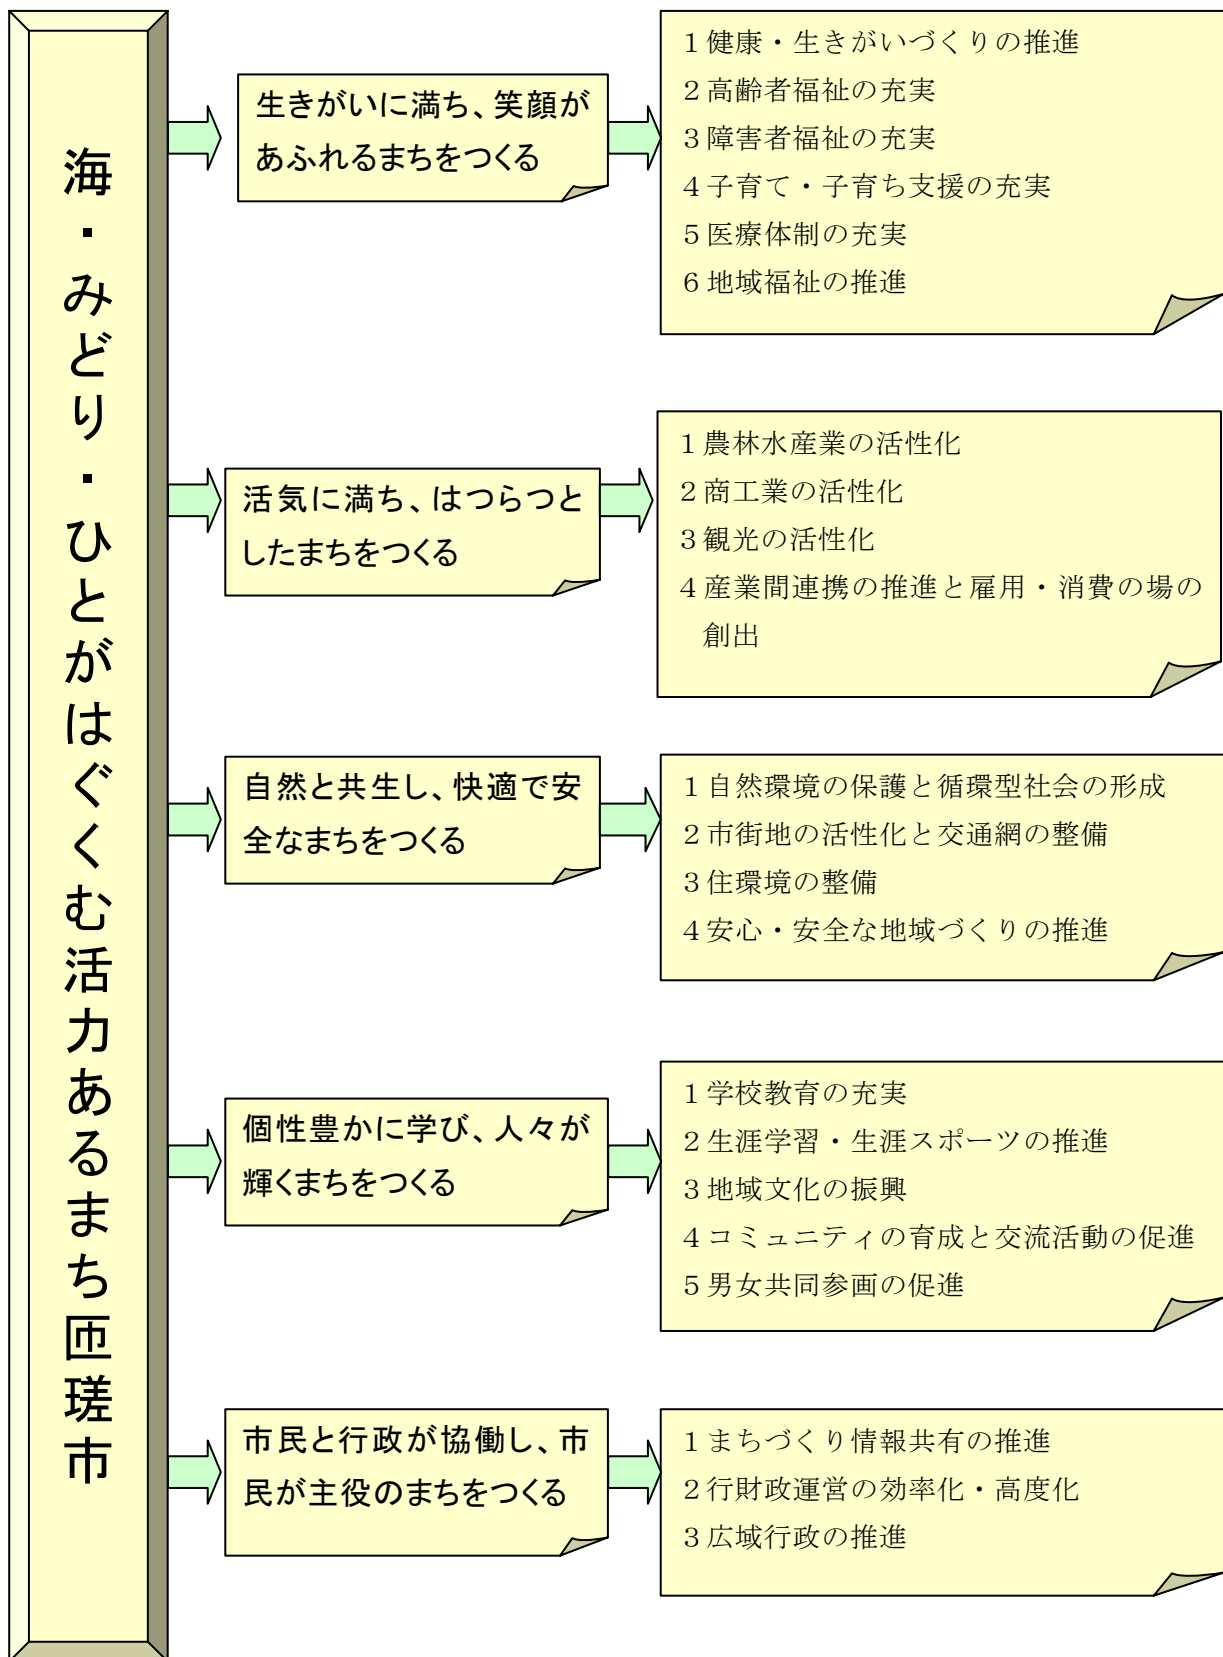 海・みどり・ひとがはぐくむ活力あるまち匝瑳市
生きがいに満ち、笑顔が
あふれるまちをつくる
1健康・生きがいづくりの推進
2高齢者福祉の充実
3障害者福祉の充実
4子育て・子育ち支援の充実
5医療体制の充実
6地域福祉の推進
活気に満ち、はつらつと
したまちをつくる
1農林水産業の活性化
2商工業の活性化
3観光の活性化
4産業間連携の推進と雇用・消費の場の
創出
自然と共生し、快適で安
全なまちをつくる
1自然環境の保護と循環型社会の形成
2市街地の活性化と交通網の整備
3住環境の整備
4安心・安全な地域づくりの推進
個性豊かに学び、人々が
輝くまちをつくる
1学校教育の充実
2生涯学習・生涯スポーツの推進
3地域文化の振興
4コミュニティの育成と交流活動の促進
5男女共同参画の促進
市民と行政が協働し、市
民が主役のまちをつくる
1まちづくり情報共有の推進
2行財政運営の効率化・高度化
3広域行政の推進